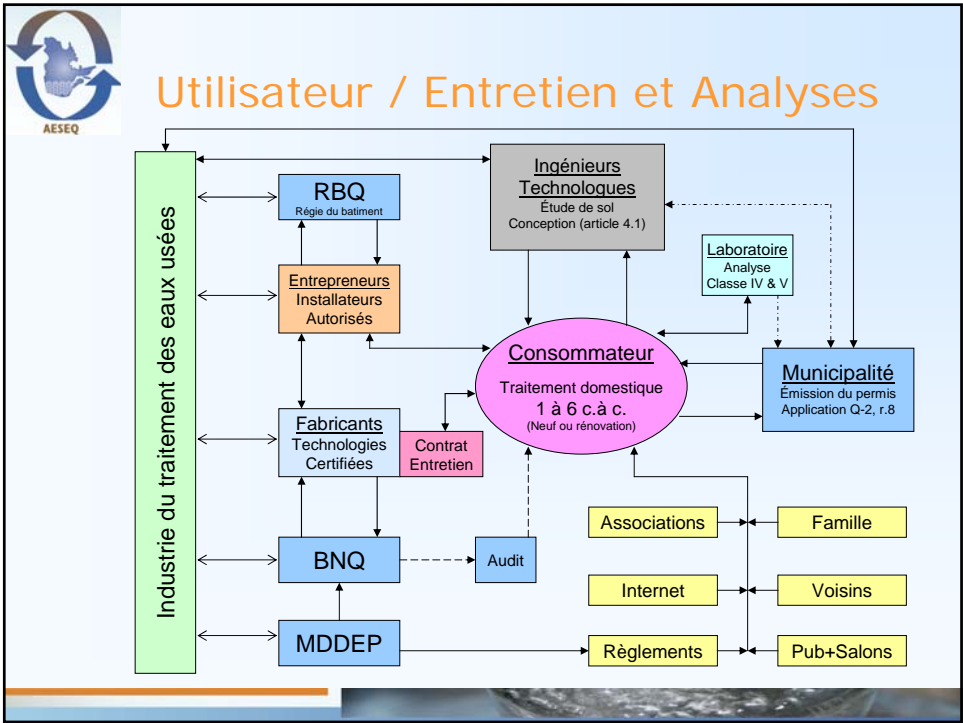 AESEQ
Utilisateur / Entretien et Analyses
Industrie du traitement des eaux usées
RBQ
Régie du batiment
Entrepreneurs
Installateurs
Autorisés
Fabricants
Technologies
Certifiées
Contrat
Entretien
BNQ
Audit
MDDEP
Ingénieurs
Technologues
Étude de sol
Conception (article 4.1)
Laboratoire
Analyse
Classe IV & V
Consommateur
Traitement domestique
1 à 6 c.à c.
(Neuf ou rénovation)
Municipalité
Émission du permis
Application Q-2, r.8
Associations
Famille
Internet
Voisins
Règlements
Pub+Salons